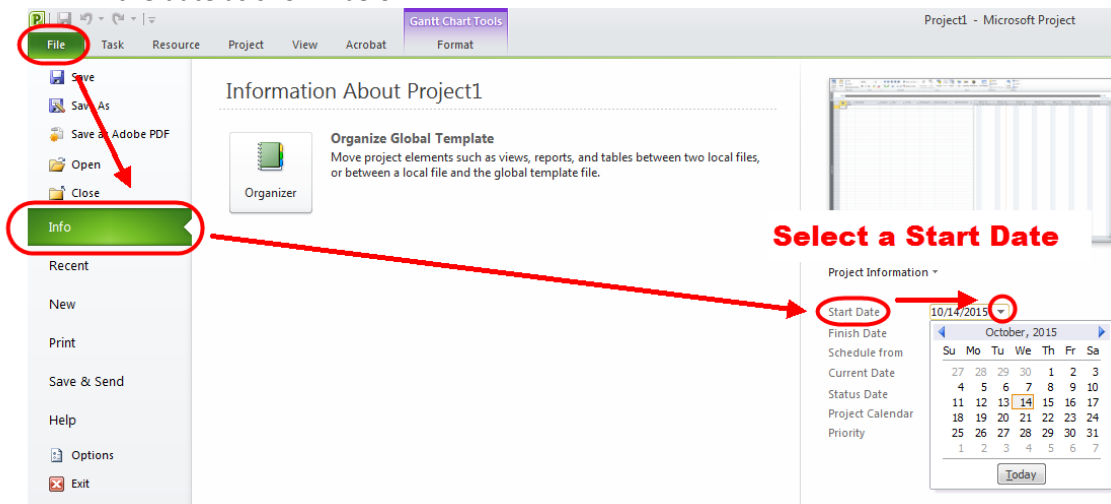 Gantt Chart Tools
Project1 - Microsoft Project
File Task Resource Project View Acrobat Format
Save
Save As
Save as Adobe PDF
Open
Close
Info
Recent
New
Print
Save & Send
Help
Options
Exit
Information About Project1
Organizer
Organize Global Template
Move project elements such as views, reports, and tables between two local files,
or between a local file and the global template file.
Select a Start Date
Project Information
Start Date 10/14/2015
Finish Date
Schedule from
Current Date
Status Date
Project Calendar
Priority
October, 2015
Su Mo Tu We Th Fr Sa
27 28 29 30 1 2 3
4 5 6 7 8 9 10
11 12 13 14 15 16 17
18 19 20 21 22 23 24
25 26 27 28 29 30 31
1 2 3 4 5 6 7
Today